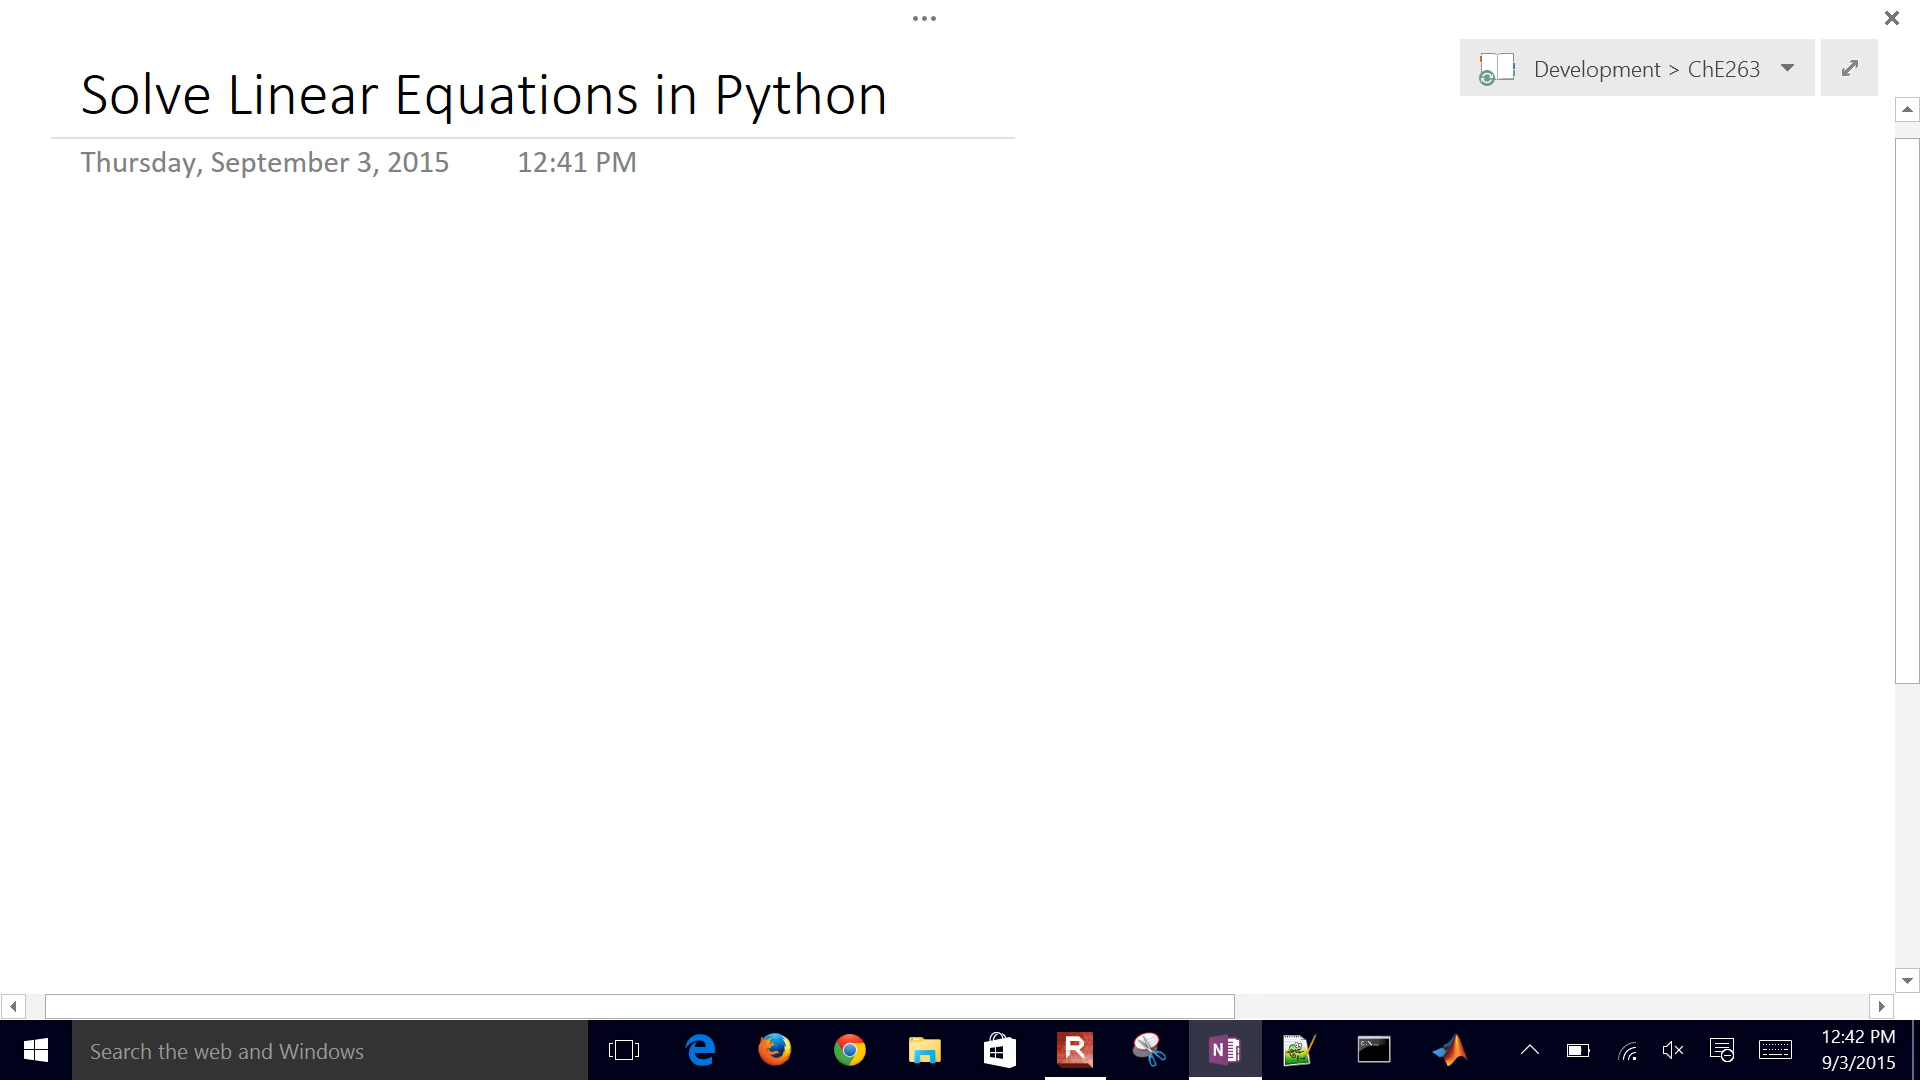 Development > ChE263
Solve Linear Equations in Python
Thursday, September 3, 2015 12:41 PM
Search the web and Windows
12:42 PM
9/3/2015